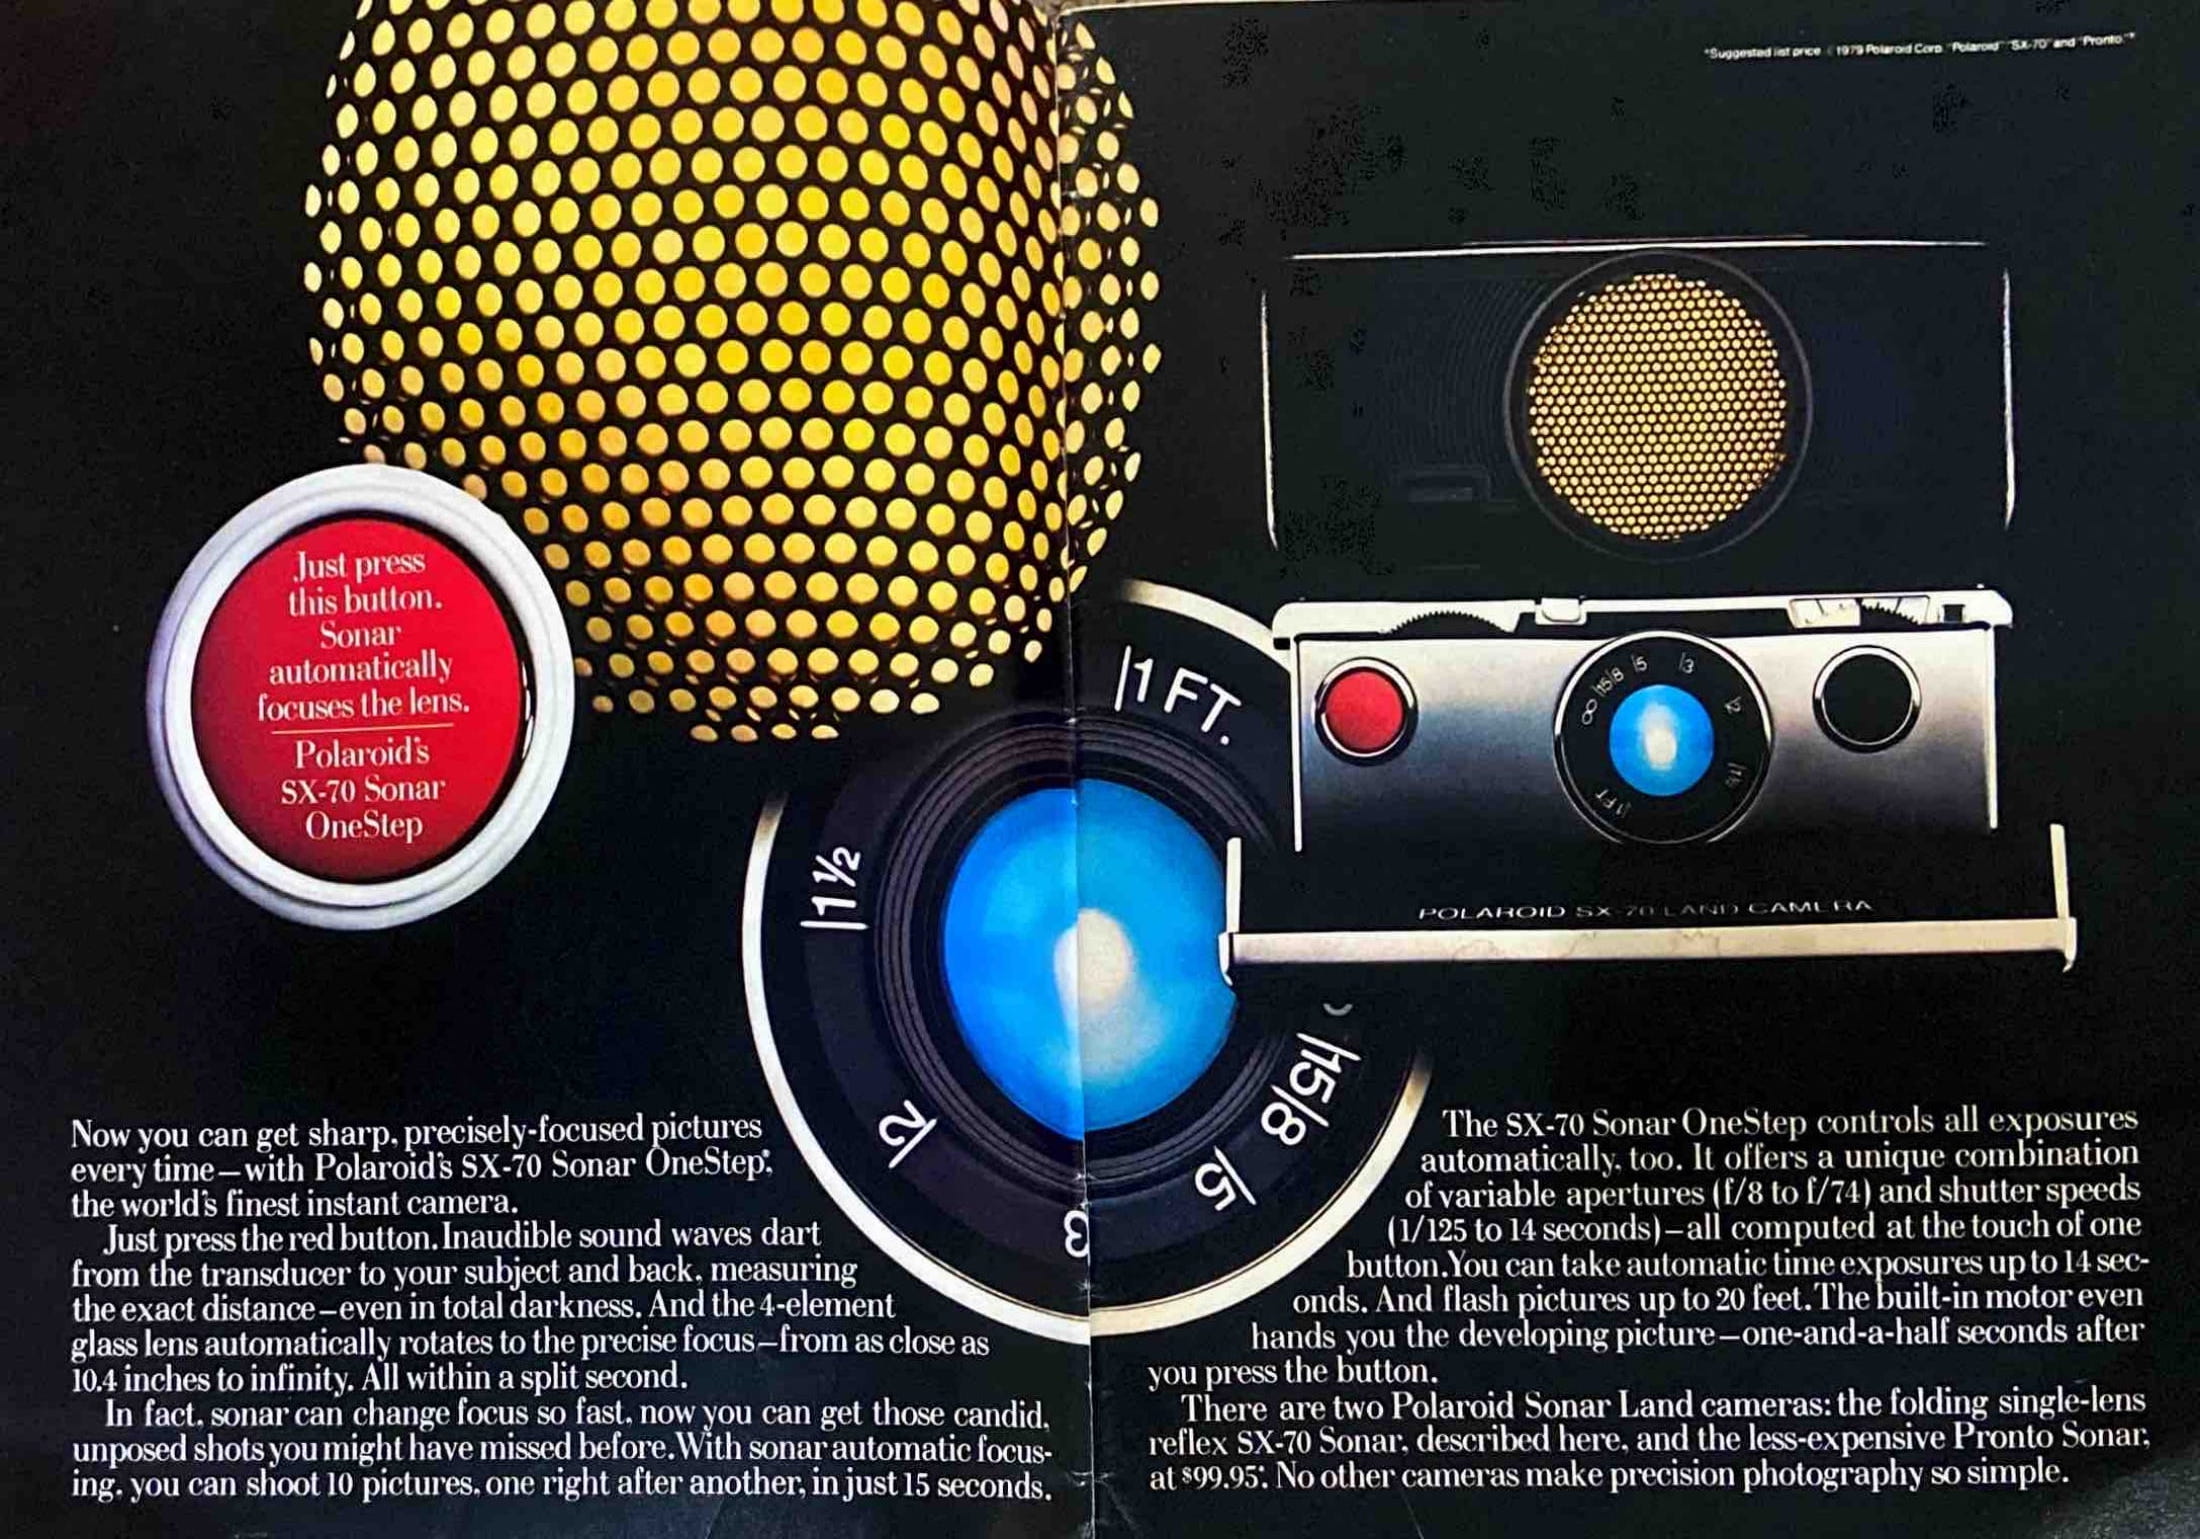 *Suggested list price © 1979 Polaroid Corp. "Polaroid" "SX-70" and "Pronto."*
Just press
this button.
Sonar
automatically
focuses the lens.
Polaroid's
SX-70 Sonar
OneStep
|1 FT.
|1½
|2
3
|5
|8
|15
∞ |15 |8 |5 |3
|2
|1½
|1 FT
POLAROID SX-70 LAND CAMERA
Now you can get sharp, precisely-focused pictures
every time—with Polaroid's SX-70 Sonar OneStep,*
the world's finest instant camera.
Just press the red button. Inaudible sound waves dart
from the transducer to your subject and back, measuring
the exact distance—even in total darkness. And the 4-element
glass lens automatically rotates to the precise focus—from as close as
10.4 inches to infinity. All within a split second.
In fact, sonar can change focus so fast, now you can get those candid,
unposed shots you might have missed before. With sonar automatic focus-
ing, you can shoot 10 pictures, one right after another, in just 15 seconds.
The SX-70 Sonar OneStep controls all exposures
automatically, too. It offers a unique combination
of variable apertures (f/8 to f/74) and shutter speeds
(1/125 to 14 seconds)—all computed at the touch of one
button. You can take automatic time exposures up to 14 sec-
onds. And flash pictures up to 20 feet. The built-in motor even
hands you the developing picture—one-and-a-half seconds after
you press the button.
There are two Polaroid Sonar Land cameras: the folding single-lens
reflex SX-70 Sonar, described here, and the less-expensive Pronto Sonar,
at $99.95*. No other cameras make precision photography so simple.